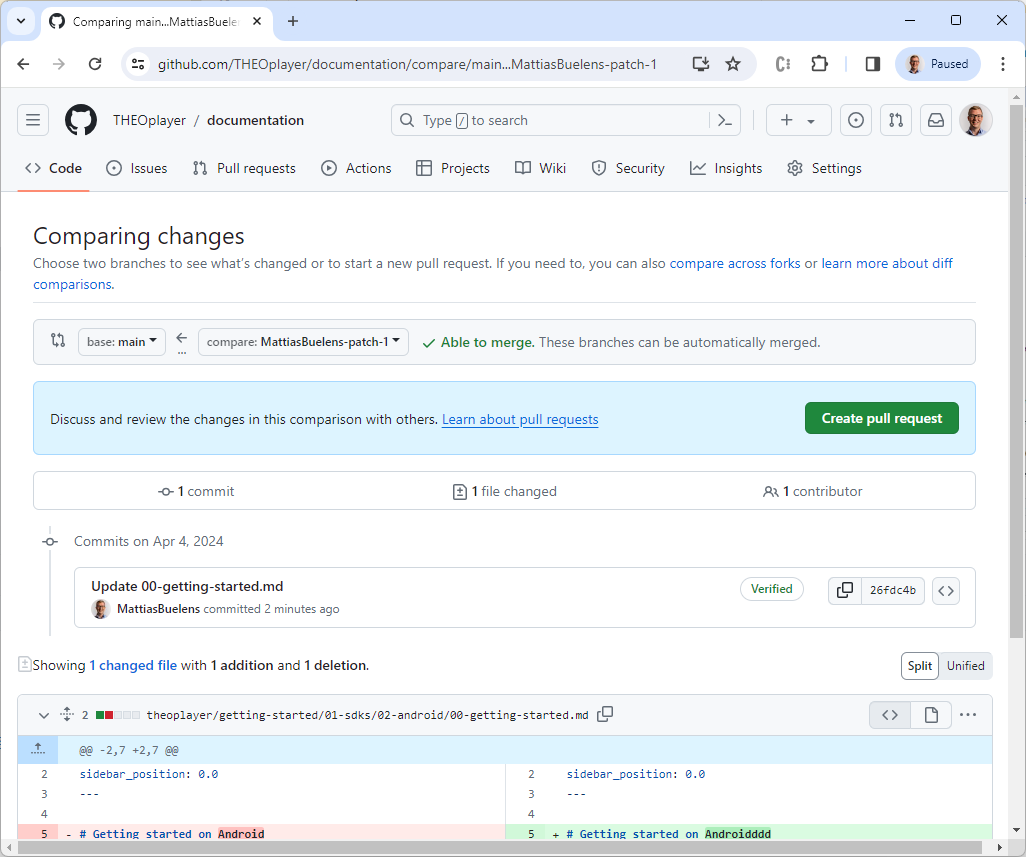 Comparing main...MattiasBuele
github.com/THEOplayer/documentation/compare/main...MattiasBuelens-patch-1
Paused
THEOplayer / documentation
Type / to search
Code
Issues
Pull requests
Actions
Projects
Wiki
Security
Insights
Settings
Comparing changes
Choose two branches to see what's changed or to start a new pull request. If you need to, you can also compare across forks or learn more about diff
comparisons.
base: main
...
compare: MattiasBuelens-patch-1
Able to merge. These branches can be automatically merged.
Discuss and review the changes in this comparison with others. Learn about pull requests
Create pull request
1 commit
1 file changed
1 contributor
Commits on Apr 4, 2024
Update 00-getting-started.md
MattiasBuelens committed 2 minutes ago
Verified
26fdc4b
Showing 1 changed file with 1 addition and 1 deletion.
Split
Unified
2 theoplayer/getting-started/01-sdks/02-android/00-getting-started.md
@@ -2,7 +2,7 @@
2 sidebar_position: 0.0 2 sidebar_position: 0.0
3 --- 3 ---
4 4
5 - # Getting started on Android 5 + # Getting started on Androidddd